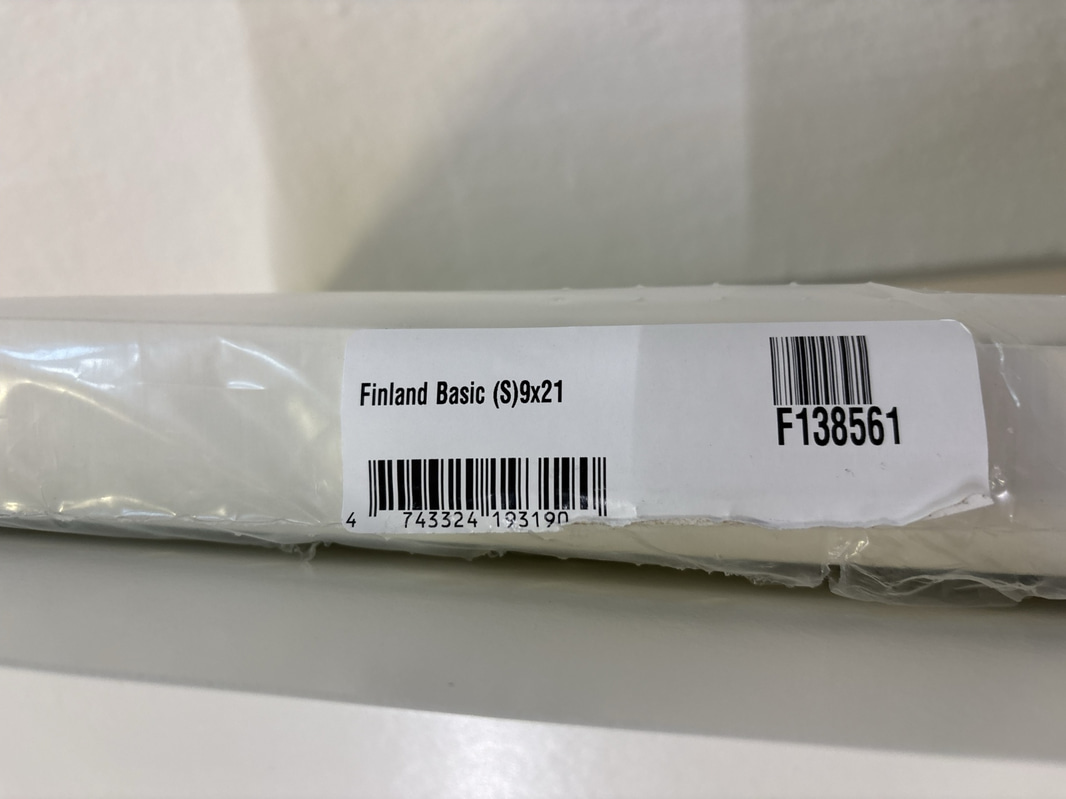 Finland Basic (S)9x21
F138561
4 743324 193190